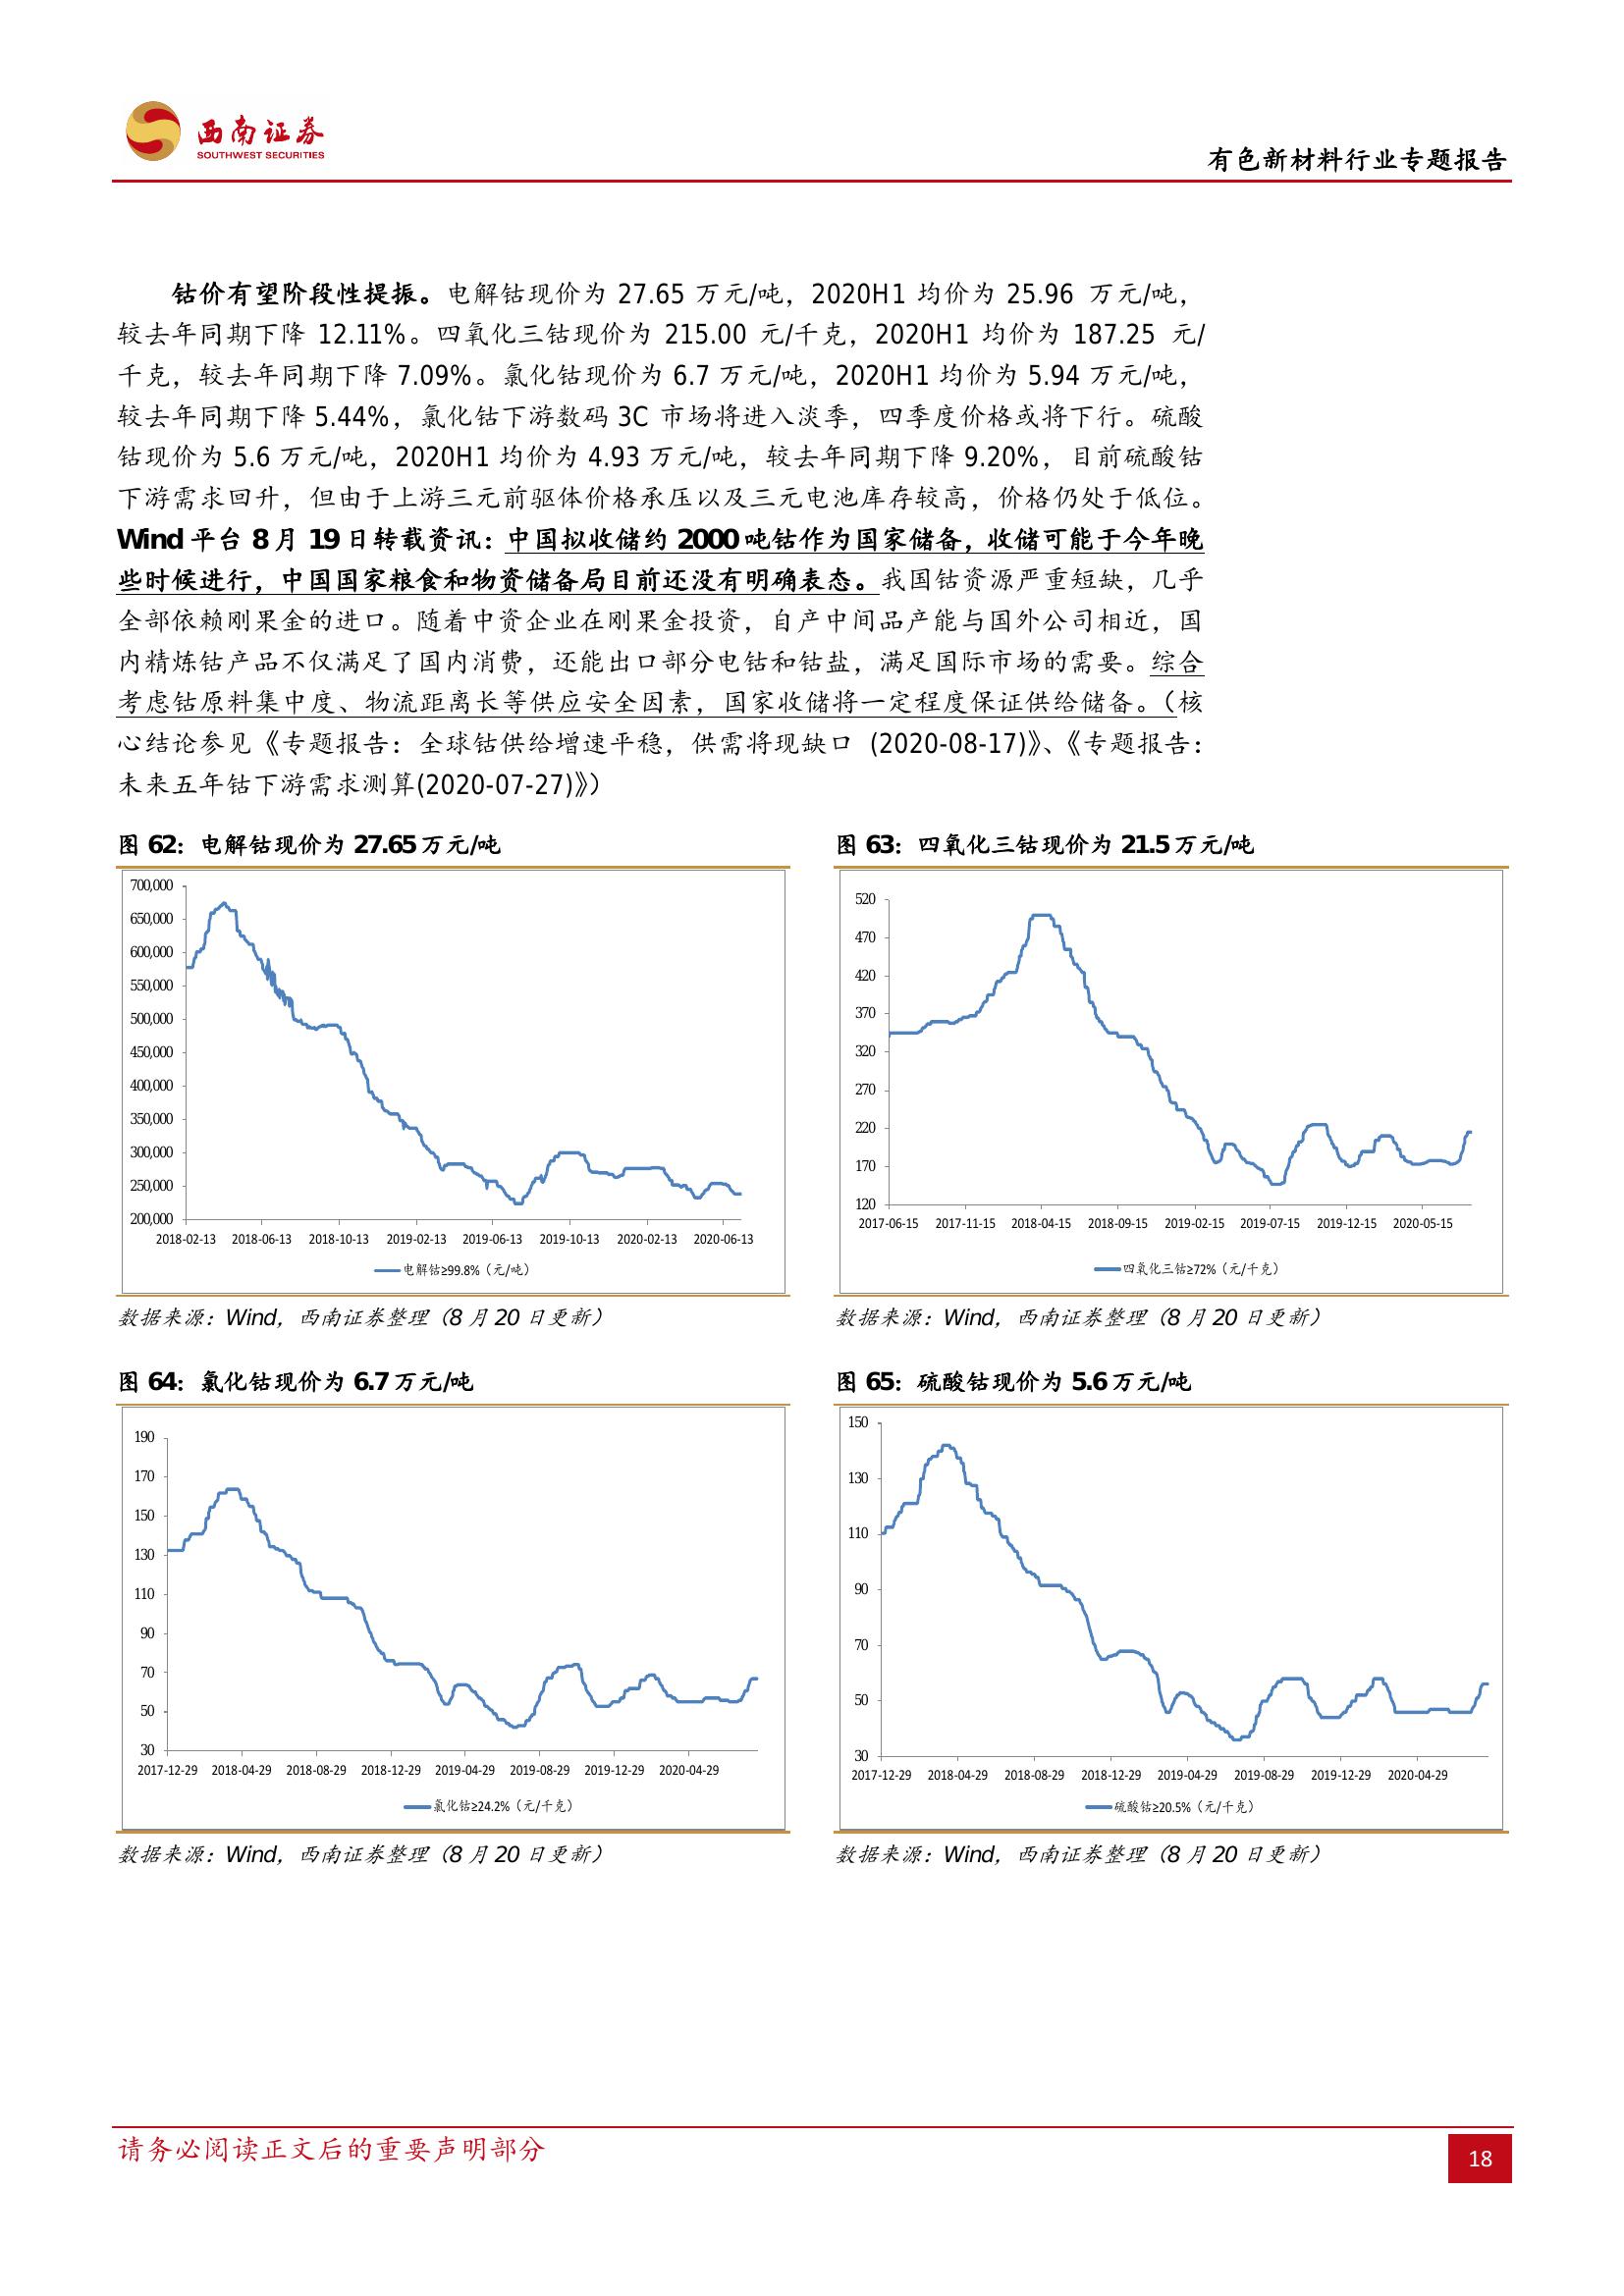 西南证券
SOUTHWEST SECURITIES
有色新材料行业专题报告
钴价有望阶段性提振。电解钴现价为 27.65 万元/吨，2020H1 均价为 25.96 万元/吨，
较去年同期下降 12.11%。四氧化三钴现价为 215.00 元/千克，2020H1 均价为 187.25 元/
千克，较去年同期下降 7.09%。氯化钴现价为 6.7 万元/吨，2020H1 均价为 5.94 万元/吨，
较去年同期下降 5.44%，氯化钴下游数码 3C 市场将进入淡季，四季度价格或将下行。硫酸
钴现价为 5.6 万元/吨，2020H1 均价为 4.93 万元/吨，较去年同期下降 9.20%，目前硫酸钴
下游需求回升，但由于上游三元前驱体价格承压以及三元电池库存较高，价格仍处于低位。
Wind 平台 8 月 19 日转载资讯：中国拟收储约 2000 吨钴作为国家储备，收储可能于今年晚
些时候进行，中国国家粮食和物资储备局目前还没有明确表态。我国钴资源严重短缺，几乎
全部依赖刚果金的进口。随着中资企业在刚果金投资，自产中间品产能与国外公司相近，国
内精炼钴产品不仅满足了国内消费，还能出口部分电钴和钴盐，满足国际市场的需要。综合
考虑钴原料集中度、物流距离长等供应安全因素，国家收储将一定程度保证供给储备。（核
心结论参见《专题报告：全球钴供给增速平稳，供需将现缺口 (2020-08-17)》、《专题报告：
未来五年钴下游需求测算(2020-07-27)》）
图 62：电解钴现价为 27.65 万元/吨
700,000
650,000
600,000
550,000
500,000
450,000
400,000
350,000
300,000
250,000
200,000
2018-02-13 2018-06-13 2018-10-13 2019-02-13 2019-06-13 2019-10-13 2020-02-13 2020-06-13
电解钴≥99.8%（元/吨）
数据来源：Wind，西南证券整理（8 月 20 日更新）
图 63：四氧化三钴现价为 21.5 万元/吨
520
470
420
370
320
270
220
170
120
2017-06-15 2017-11-15 2018-04-15 2018-09-15 2019-02-15 2019-07-15 2019-12-15 2020-05-15
四氧化三钴≥72%（元/千克）
数据来源：Wind，西南证券整理（8 月 20 日更新）
图 64：氯化钴现价为 6.7 万元/吨
190
170
150
130
110
90
70
50
30
2017-12-29 2018-04-29 2018-08-29 2018-12-29 2019-04-29 2019-08-29 2019-12-29 2020-04-29
氯化钴≥24.2%（元/千克）
数据来源：Wind，西南证券整理（8 月 20 日更新）
图 65：硫酸钴现价为 5.6 万元/吨
150
130
110
90
70
50
30
2017-12-29 2018-04-29 2018-08-29 2018-12-29 2019-04-29 2019-08-29 2019-12-29 2020-04-29
硫酸钴≥20.5%（元/千克）
数据来源：Wind，西南证券整理（8 月 20 日更新）
请务必阅读正文后的重要声明部分
18